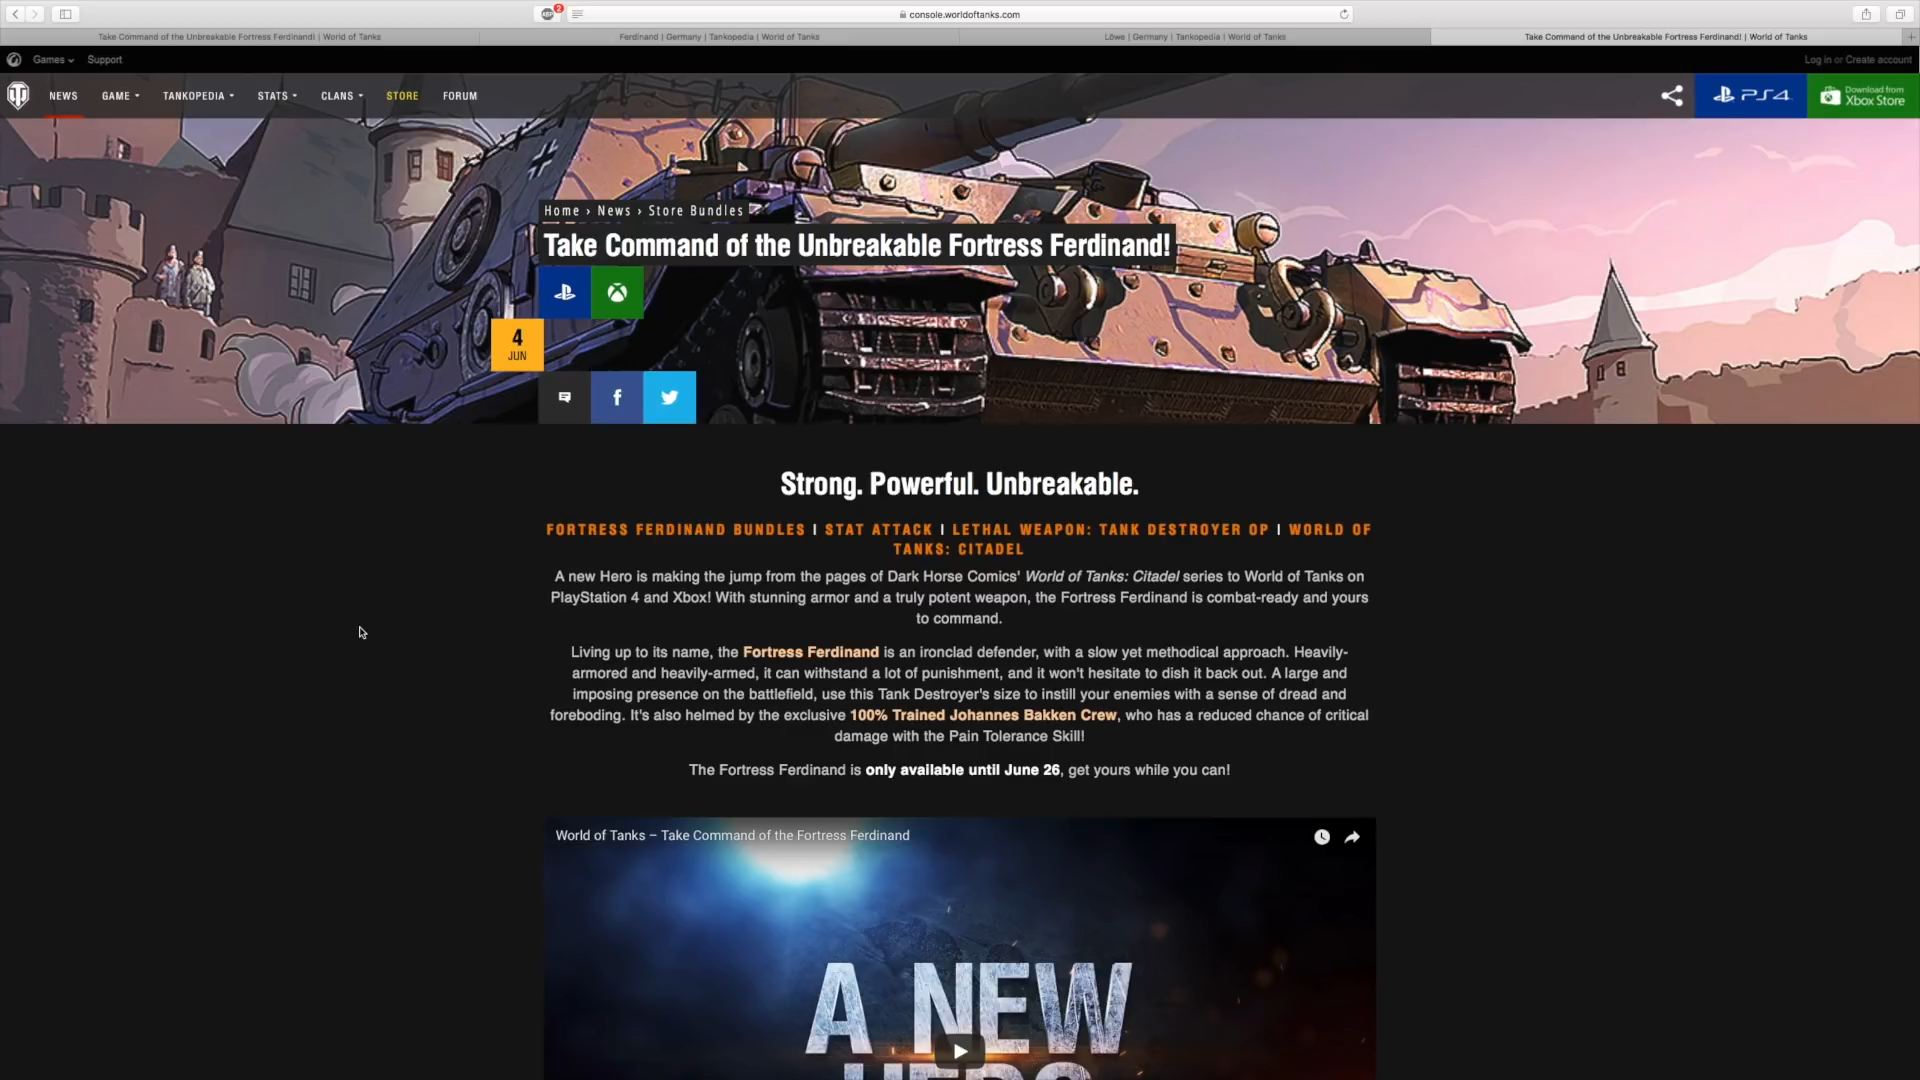 2
console.worldoftanks.com
Take Command of the Unbreakable Fortress Ferdinand! | World of Tanks
Ferdinand | Germany | Tankopedia | World of Tanks
Löwe | Germany | Tankopedia | World of Tanks
Take Command of the Unbreakable Fortress Ferdinand! | World of Tanks
Games
Support
Log in or Create account
NEWS
GAME
TANKOPEDIA
STATS
CLANS
STORE
FORUM
PS4
Download from
Xbox Store
Home › News › Store Bundles
Take Command of the Unbreakable Fortress Ferdinand!
4
JUN
Strong. Powerful. Unbreakable.
FORTRESS FERDINAND BUNDLES | STAT ATTACK | LETHAL WEAPON: TANK DESTROYER OP | WORLD OF
TANKS: CITADEL
A new Hero is making the jump from the pages of Dark Horse Comics' World of Tanks: Citadel series to World of Tanks on
PlayStation 4 and Xbox! With stunning armor and a truly potent weapon, the Fortress Ferdinand is combat-ready and yours
to command.
Living up to its name, the Fortress Ferdinand is an ironclad defender, with a slow yet methodical approach. Heavily-
armored and heavily-armed, it can withstand a lot of punishment, and it won't hesitate to dish it back out. A large and
imposing presence on the battlefield, use this Tank Destroyer's size to instill your enemies with a sense of dread and
foreboding. It's also helmed by the exclusive 100% Trained Johannes Bakken Crew, who has a reduced chance of critical
damage with the Pain Tolerance Skill!
The Fortress Ferdinand is only available until June 26, get yours while you can!
World of Tanks – Take Command of the Fortress Ferdinand
A NEW
HERO